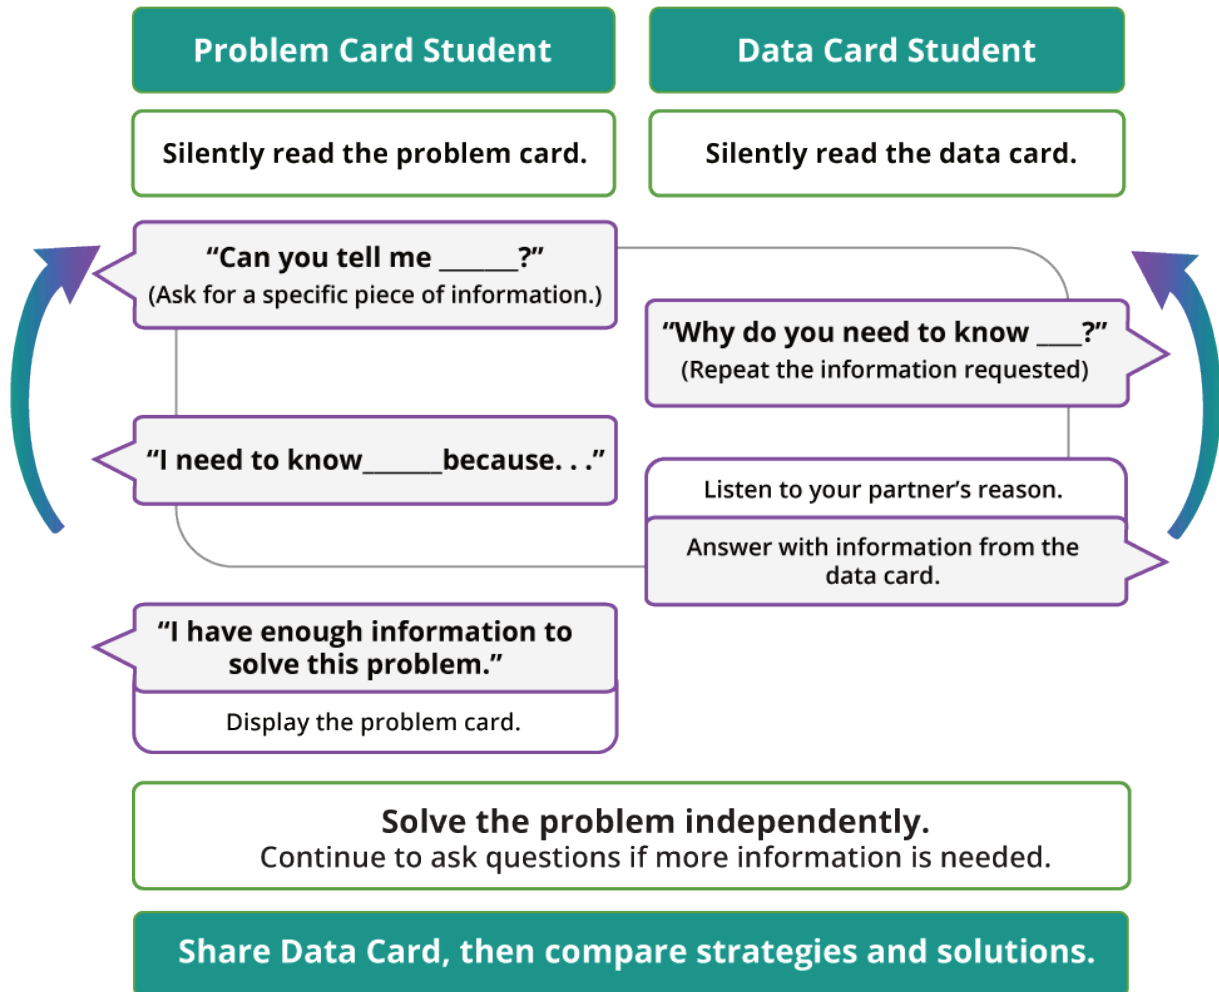 Problem Card Student
Data Card Student
Silently read the problem card.
Silently read the data card.
“Can you tell me _______?”
(Ask for a specific piece of information.)
“Why do you need to know ____?”
(Repeat the information requested)
“I need to know_______because. . .”
Listen to your partner’s reason.
Answer with information from the
data card.
“I have enough information to
solve this problem.”
Display the problem card.
Solve the problem independently.
Continue to ask questions if more information is needed.
Share Data Card, then compare strategies and solutions.